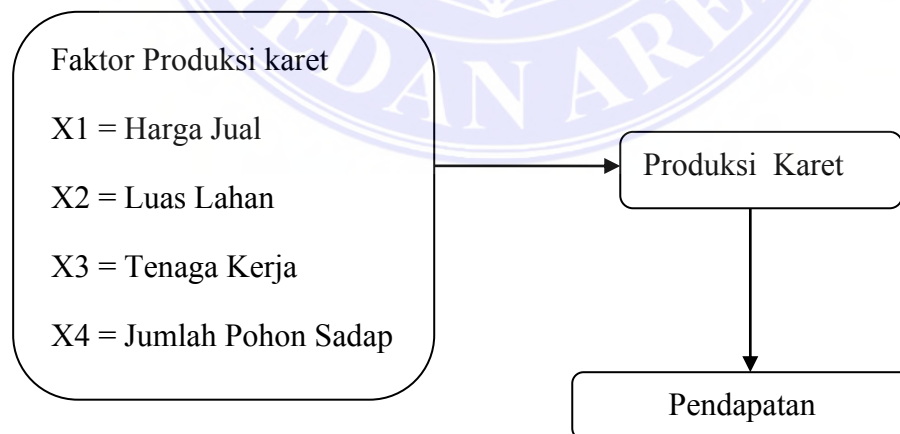 Faktor Produksi karet
X1 = Harga Jual
X2 = Luas Lahan
X3 = Tenaga Kerja
X4 = Jumlah Pohon Sadap
Produksi Karet
Pendapatan